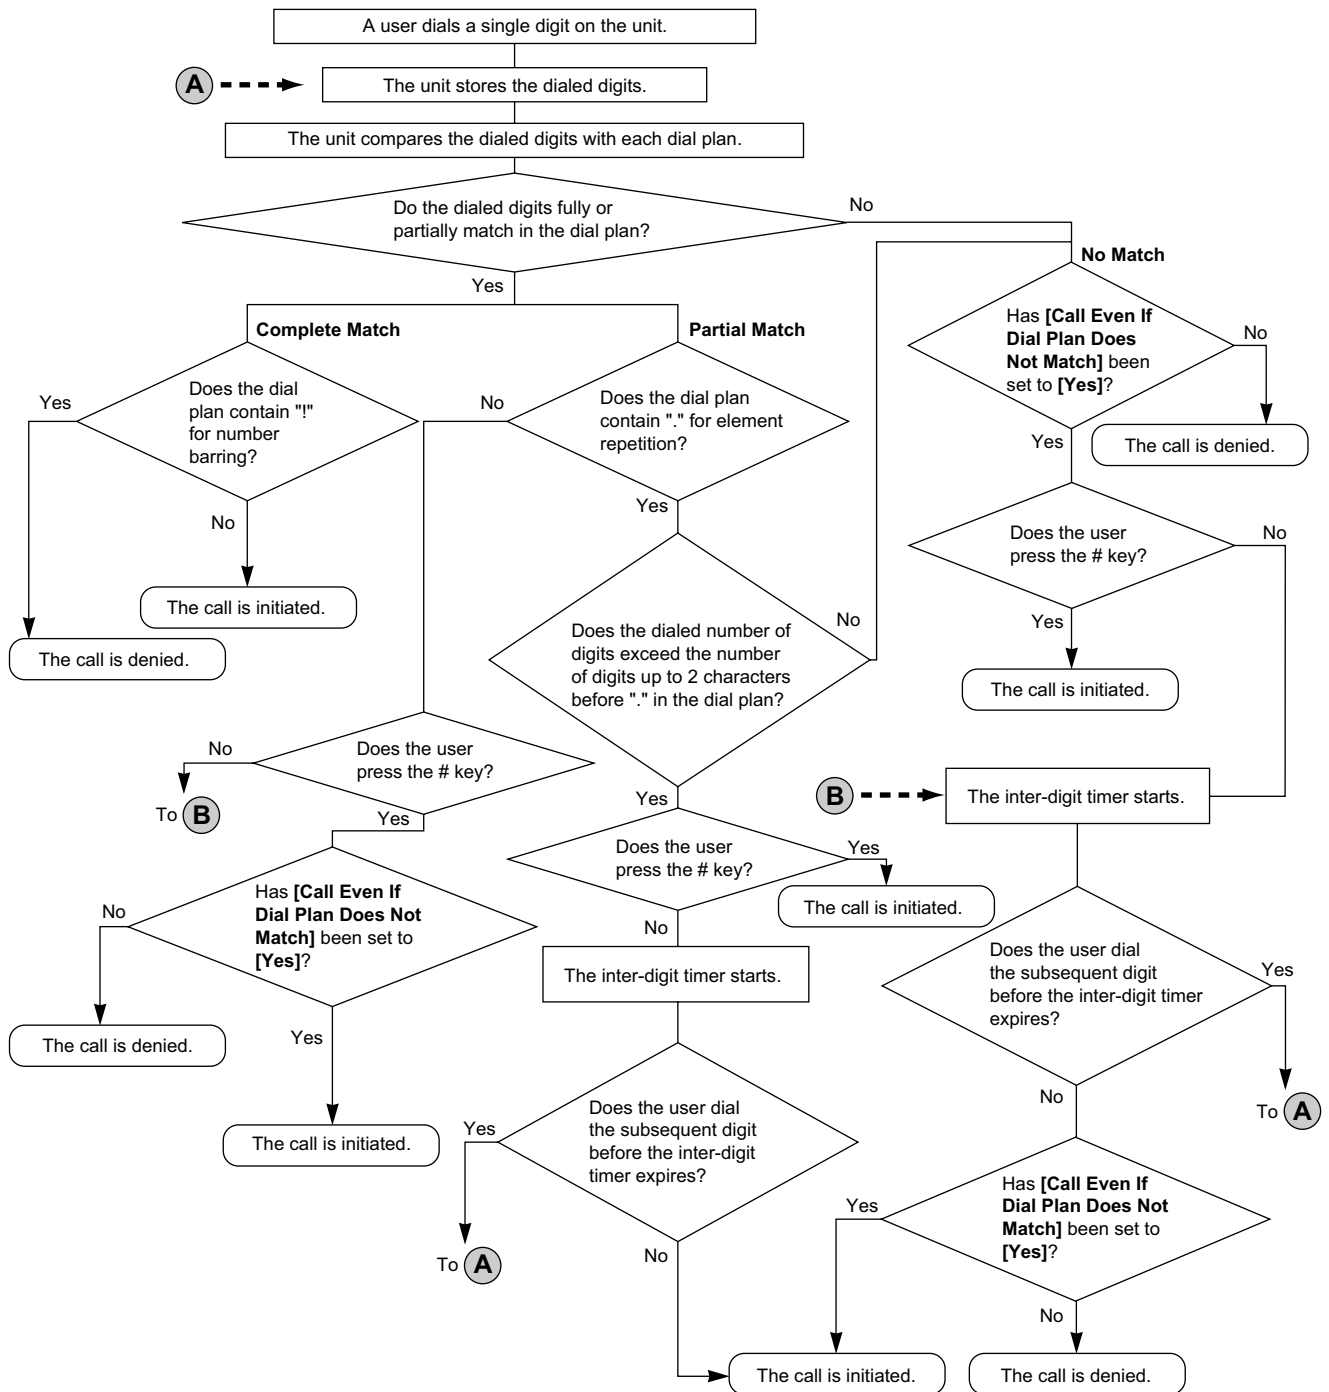 A user dials a single digit on the unit.
A
The unit stores the dialed digits.
The unit compares the dialed digits with each dial plan.
Do the dialed digits fully or
partially match in the dial plan?
No
Yes
No Match
Complete Match
Partial Match
Has [Call Even If
Dial Plan Does
Not Match] been
set to [Yes]?
No
Yes
The call is denied.
Yes
Does the dial
plan contain "!"
for number
barring?
No
The call is initiated.
The call is denied.
No
Does the dial plan
contain "." for element
repetition?
Yes
Does the user
press the # key?
No
Yes
The call is initiated.
Does the dialed number of
digits exceed the number
of digits up to 2 characters
before "." in the dial plan?
No
Yes
No
Does the user
press the # key?
To B
Yes
B
The inter-digit timer starts.
Does the user
press the # key?
Yes
The call is initiated.
No
No
Has [Call Even If
Dial Plan Does Not
Match] been set to
[Yes]?
The call is denied.
Yes
The call is initiated.
The inter-digit timer starts.
Does the user dial
the subsequent digit
before the inter-digit timer
expires?
Yes
To A
No
Yes
Does the user dial
the subsequent digit
before the inter-digit
timer expires?
To A
No
Yes
Has [Call Even If
Dial Plan Does Not
Match] been set to
[Yes]?
No
The call is initiated.
The call is denied.